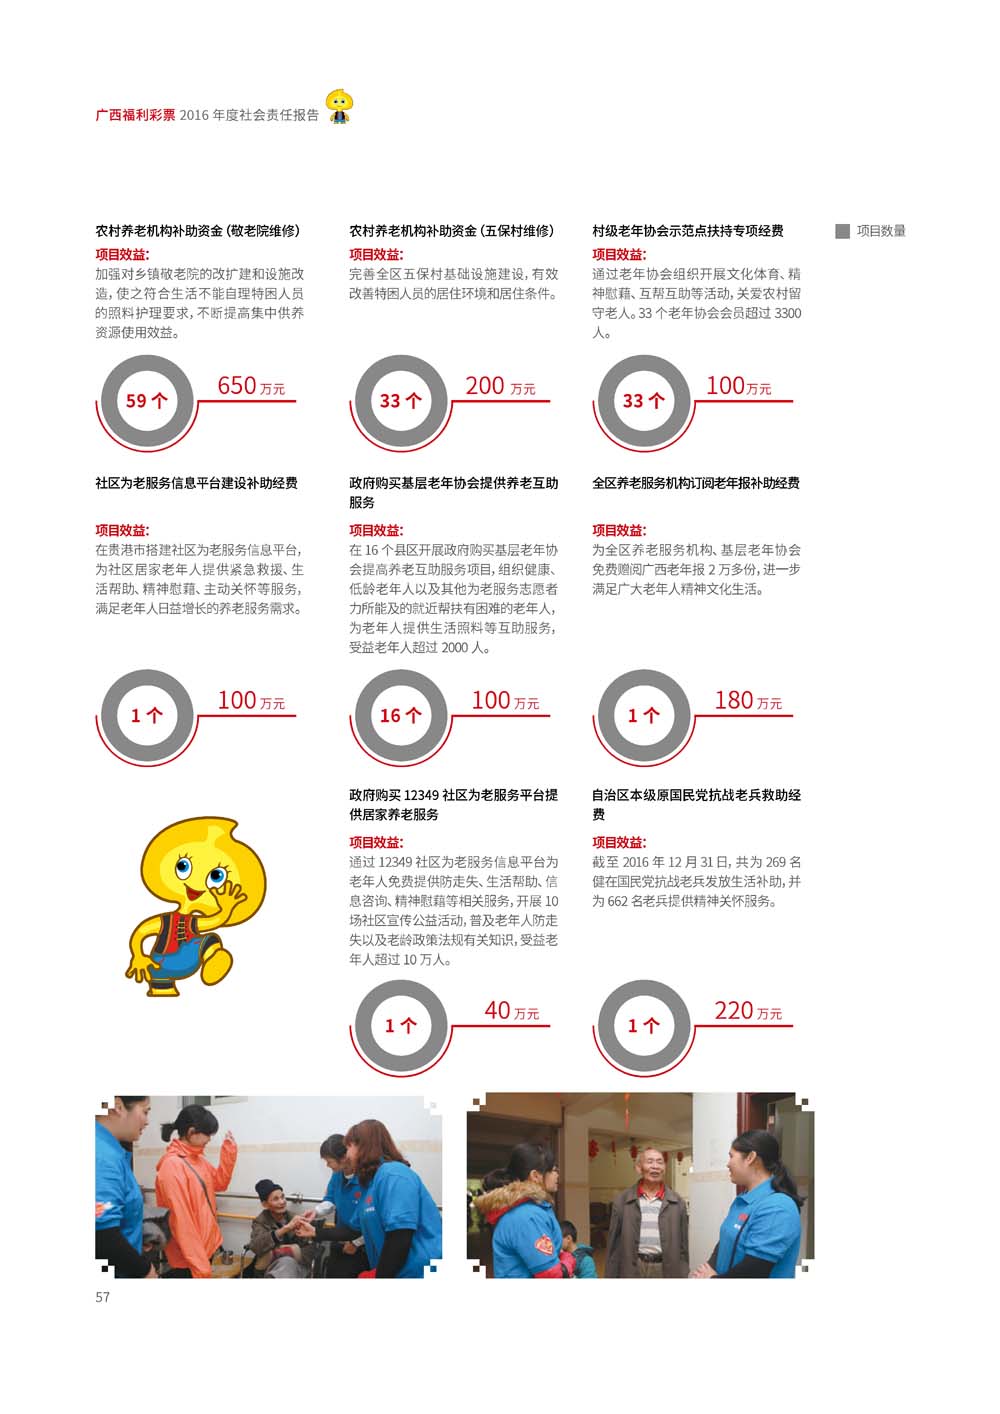 广西福利彩票 2016 年度社会责任报告
项目数量
农村养老机构补助资金（敬老院维修）
项目效益：
加强对乡镇敬老院的改扩建和设施改
造，使之符合生活不能自理特困人员
的照料护理要求，不断提高集中供养
资源使用效益。
59 个
650 万元
农村养老机构补助资金（五保村维修）
项目效益：
完善全区五保村基础设施建设，有效
改善特困人员的居住环境和居住条件。
33 个
200 万元
村级老年协会示范点扶持专项经费
项目效益：
通过老年协会组织开展文化体育、精
神慰藉、互帮互助等活动，关爱农村留
守老人。33 个老年协会会员超过 3300
人。
33 个
100 万元
社区为老服务信息平台建设补助经费
项目效益：
在贵港市搭建社区为老服务信息平台，
为社区居家老年人提供紧急救援、生
活帮助、精神慰藉、主动关怀等服务，
满足老年人日益增长的养老服务需求。
1 个
100 万元
政府购买基层老年协会提供养老互助
服务
项目效益：
在 16 个县区开展政府购买基层老年协
会提高养老互助服务项目，组织健康、
低龄老年人以及其他为老服务志愿者
力所能及的就近帮扶有困难的老年人，
为老年人提供生活照料等互助服务，
受益老年人超过 2000 人。
16 个
100 万元
全区养老服务机构订阅老年报补助经费
项目效益：
为全区养老服务机构、基层老年协会
免费赠阅广西老年报 2 万多份，进一步
满足广大老年人精神文化生活。
1 个
180 万元
政府购买 12349 社区为老服务平台提
供居家养老服务
项目效益：
通过 12349 社区为老服务信息平台为
老年人免费提供防走失、生活帮助、信
息咨询、精神慰藉等相关服务，开展 10
场社区宣传公益活动，普及老年人防走
失以及老龄政策法规有关知识，受益老
年人超过 10 万人。
1 个
40 万元
自治区本级原国民党抗战老兵救助经
费
项目效益：
截至 2016 年 12 月 31 日，共为 269 名
健在国民党抗战老兵发放生活补助，并
为 662 名老兵提供精神关怀服务。
1 个
220 万元
57